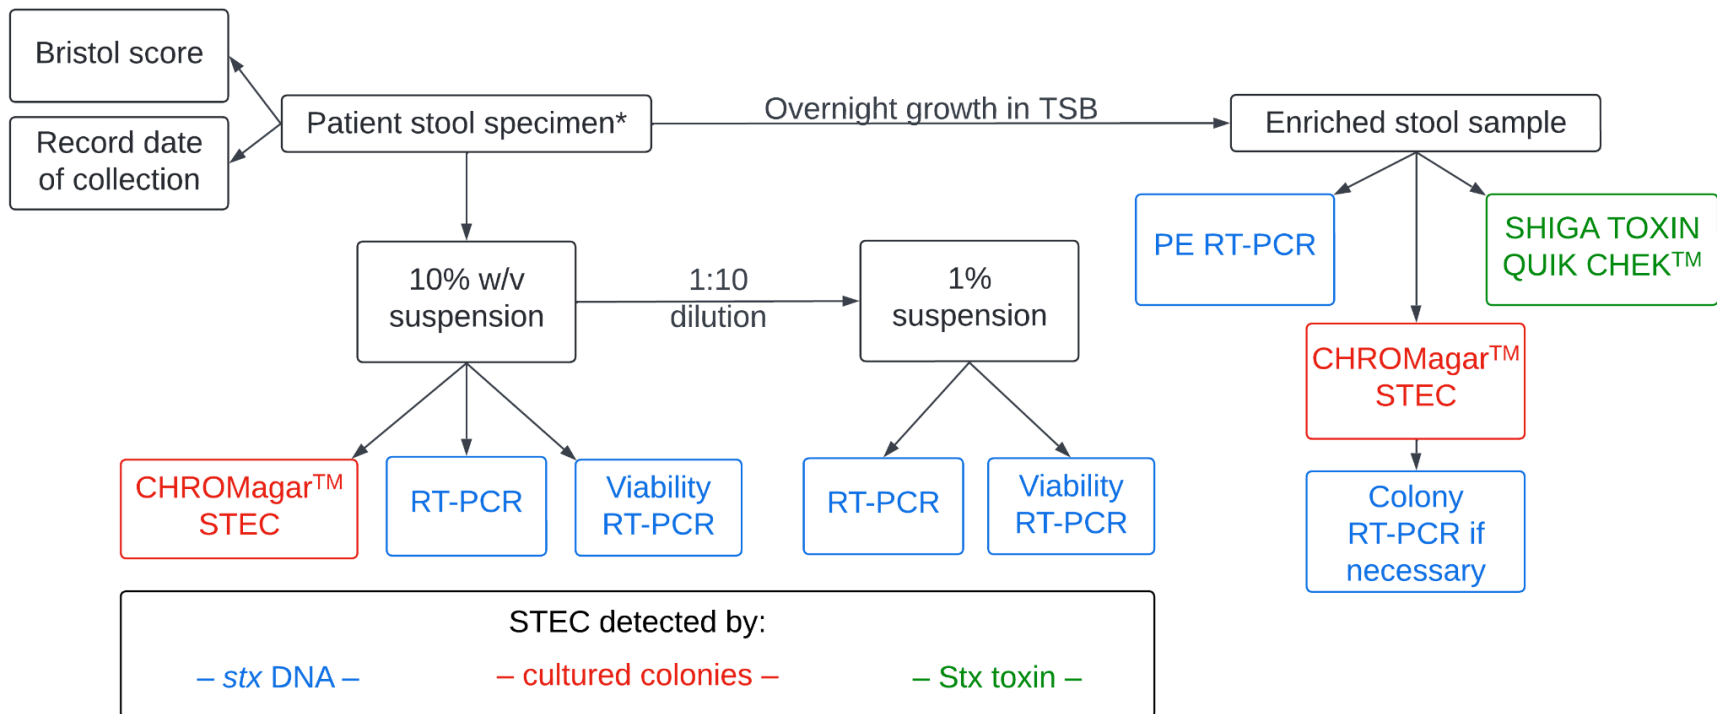 Bristol score
Record date
of collection
Patient stool specimen*
Overnight growth in TSB
Enriched stool sample
10% w/v
suspension
1:10
dilution
1%
suspension
PE RT-PCR
SHIGA TOXIN
QUIK CHEK™
CHROMagar™
STEC
Colony
RT-PCR if
necessary
CHROMagar™
STEC
RT-PCR
Viability
RT-PCR
RT-PCR
Viability
RT-PCR
STEC detected by:
– stx DNA –
– cultured colonies –
– Stx toxin –